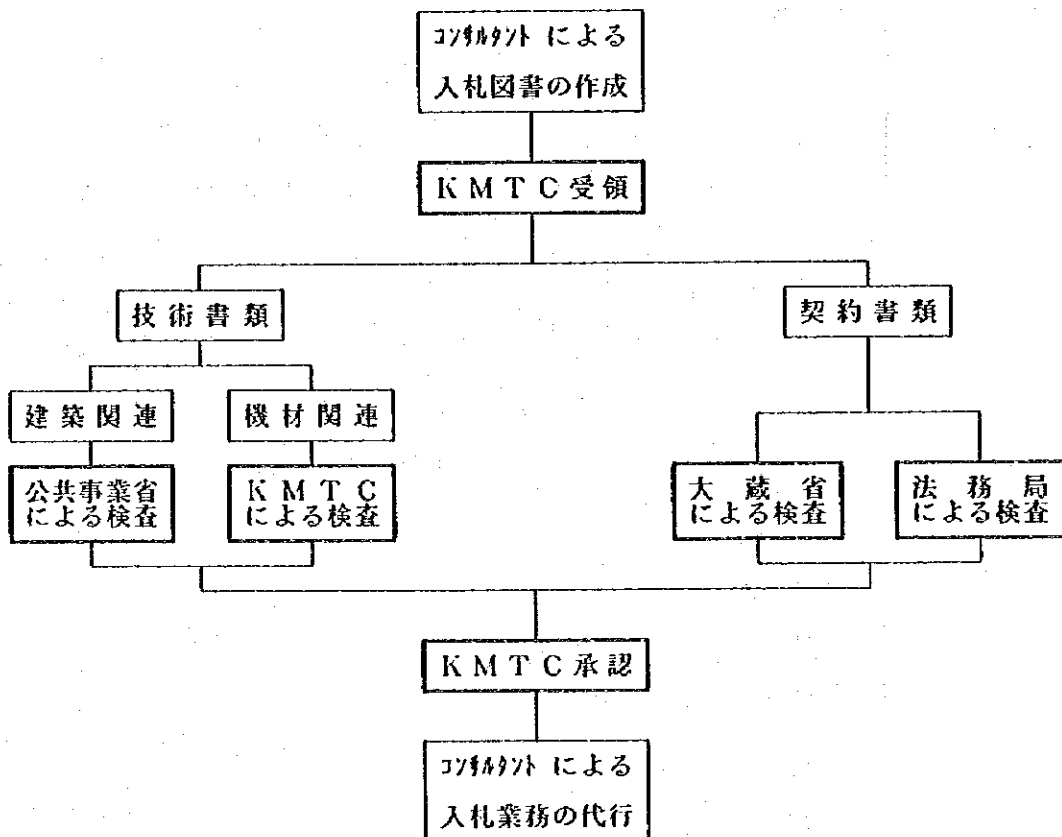 コンサルタント による
入札図書の作成
KMTC受領
技術書類
契約書類
建築関連
機材関連
公共事業省
による検査
KMTC
による検査
大蔵省
による検査
法務局
による検査
KMTC承認
コンサルタント による
入札業務の代行